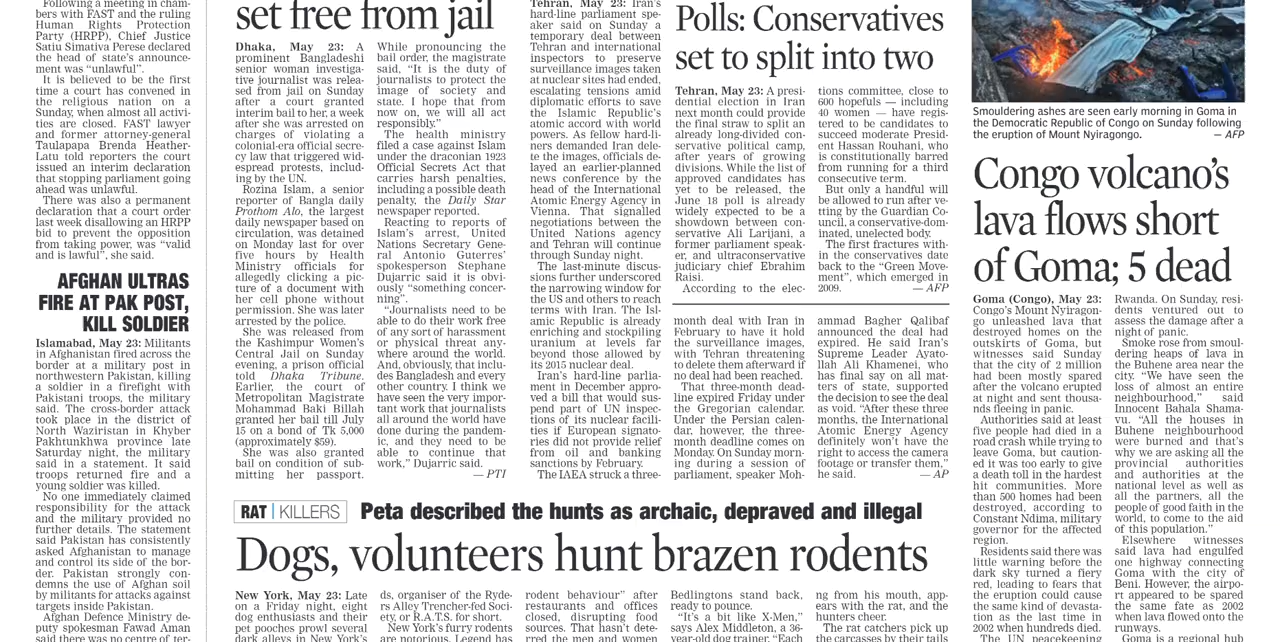 Following a meeting in cham-
bers with FAST and the ruling
Human Rights Protection
Party (HRPP), Chief Justice
Satiu Simativa Perese declared
the head of state's announce-
ment was "unlawful".
It is believed to be the first
time a court has convened in
the religious nation on a
Sunday, when almost all activi-
ties are closed. FAST lawyer
and former attorney-general
Taulapapa Brenda Heather-
Latu told reporters the court
issued an interim declaration
that stopping parliament going
ahead was unlawful.
There was also a permanent
declaration that a court order
last week disallowing an HRPP
bid to prevent the opposition
from taking power, was "valid
and is lawful", she said.
AFGHAN ULTRAS
FIRE AT PAK POST,
KILL SOLDIER
Islamabad, May 23: Militants
in Afghanistan fired across the
border at a military post in
northwestern Pakistan, killing
a soldier in a firefight with
Pakistani troops, the military
said. The cross-border attack
took place in the district of
North Waziristan in Khyber
Pakhtunkhwa province late
Saturday night, the military
said in a statement. It said
troops returned fire and a
young soldier was killed.
No one immediately claimed
responsibility for the attack
and the military provided no
further details. The statement
said Pakistan has consistently
asked Afghanistan to manage
and control its side of the bor-
der. Pakistan strongly con-
demns the use of Afghan soil
by militants for attacks against
targets inside Pakistan.
Afghan Defence Ministry de-
puty spokesman Fawad Aman
said there was no centre of ter-
set free from jail
Dhaka, May 23: A
prominent Bangladeshi
senior woman investiga-
tive journalist was relea-
sed from jail on Sunday
after a court granted
interim bail to her, a week
after she was arrested on
charges of violating a
colonial-era official secre-
cy law that triggered wid-
espread protests, includ-
ing by the UN.
Rozina Islam, a senior
reporter of Bangla daily
Prothom Alo, the largest
daily newspaper based on
circulation, was detained
on Monday last for over
five hours by Health
Ministry officials for
allegedly clicking a pic-
ture of a document with
her cell phone without
permission. She was later
arrested by the police.
She was released from
the Kashimpur Women's
Central Jail on Sunday
evening, a prison official
told Dhaka Tribune.
Earlier, the court of
Metropolitan Magistrate
Mohammad Baki Billah
granted her bail till July
15 on a bond of Tk 5,000
(approximately $59).
She was also granted
bail on condition of sub-
mitting her passport.
While pronouncing the
bail order, the magistrate
said, "It is the duty of
journalists to protect the
image of society and
state. I hope that from
now on, we will all act
responsibly."
The health ministry
filed a case against Islam
under the draconian 1923
Official Secrets Act that
carries harsh penalties,
including a possible death
penalty, the Daily Star
newspaper reported.
Reacting to reports of
Islam's arrest, United
Nations Secretary Gene-
ral Antonio Guterres'
spokesperson Stephane
Dujarric said it is obvi-
ously "something concer-
ning".
"Journalists need to be
able to do their work free
of any sort of harassment
or physical threat any-
where around the world.
And, obviously, that inclu-
des Bangladesh and every
other country. I think we
have seen the very impor-
tant work that journalists
all around the world have
done during the pandem-
ic, and they need to be
able to continue that
work," Dujarric said.
— PTI
Tehran, May 23: Iran's
hard-line parliament spe-
aker said on Sunday a
temporary deal between
Tehran and international
inspectors to preserve
surveillance images taken
at nuclear sites had ended,
escalating tensions amid
diplomatic efforts to save
the Islamic Republic's
atomic accord with world
powers. As fellow hard-li-
ners demanded Iran dele-
te the images, officials de-
layed an earlier-planned
news conference by the
head of the International
Atomic Energy Agency in
Vienna. That signalled
negotiations between the
United Nations agency
and Tehran will continue
through Sunday night.
The last-minute discus-
sions further underscored
the narrowing window for
the US and others to reach
terms with Iran. The Isl-
amic Republic is already
enriching and stockpiling
uranium at levels far
beyond those allowed by
its 2015 nuclear deal.
Iran's hard-line parlia-
ment in December appro-
ved a bill that would sus-
pend part of UN inspec-
tions of its nuclear facili-
ties if European signato-
ries did not provide relief
from oil and banking
sanctions by February.
The IAEA struck a three-
month deal with Iran in
February to have it hold
the surveillance images,
with Tehran threatening
to delete them afterward if
no deal had been reached.
That three-month dead-
line expired Friday under
the Gregorian calendar.
Under the Persian calen-
dar, however, the three-
month deadline comes on
Monday. On Sunday morn-
ing during a session of
parliament, speaker Moh-
ammad Bagher Qalibaf
announced the deal had
expired. He said Iran's
Supreme Leader Ayato-
llah Ali Khamenei, who
has final say on all mat-
ters of state, supported
the decision to see the deal
as void. "After these three
months, the International
Atomic Energy Agency
definitely won't have the
right to access the camera
footage or transfer them,"
he said. — AP
Polls: Conservatives
set to split into two
Tehran, May 23: A presi-
dential election in Iran
next month could provide
the final straw to split an
already long-divided con-
servative political camp,
after years of growing
divisions. While the list of
approved candidates has
yet to be released, the
June 18 poll is already
widely expected to be a
showdown between con-
servative Ali Larijani, a
former parliament speak-
er, and ultraconservative
judiciary chief Ebrahim
Raisi.
According to the elec-
tions committee, close to
600 hopefuls — including
40 women — have regis-
tered to be candidates to
succeed moderate Presid-
ent Hassan Rouhani, who
is constitutionally barred
from running for a third
consecutive term.
But only a handful will
be allowed to run after ve-
tting by the Guardian Co-
uncil, a conservative-dom-
inated, unelected body.
The first fractures with-
in the conservatives date
back to the "Green Move-
ment", which emerged in
2009. — AFP
Smouldering ashes are seen early morning in Goma in
the Democratic Republic of Congo on Sunday following
the eruption of Mount Nyiragongo. — AFP
Congo volcano's
lava flows short
of Goma; 5 dead
Goma (Congo), May 23:
Congo's Mount Nyiragon-
go unleashed lava that
destroyed homes on the
outskirts of Goma, but
witnesses said Sunday
that the city of 2 million
had been mostly spared
after the volcano erupted
at night and sent thousa-
nds fleeing in panic.
Authorities said at least
five people had died in a
road crash while trying to
leave Goma, but caution-
ed it was too early to give
a death toll in the hardest
hit communities. More
than 500 homes had been
destroyed, according to
Constant Ndima, military
governor for the affected
region.
Residents said there was
little warning before the
dark sky turned a fiery
red, leading to fears that
the eruption could cause
the same kind of devasta-
tion as the last time in
2002 when hundreds died.
The UN peacekeeping
Rwanda. On Sunday, resi-
dents ventured out to
assess the damage after a
night of panic.
Smoke rose from smoul-
dering heaps of lava in
the Buhene area near the
city. "We have seen the
loss of almost an entire
neighbourhood," said
Innocent Bahala Shama-
vu. "All the houses in
Buhene neighbourhood
were burned and that's
why we are asking all the
provincial authorities
and authorities at the
national level as well as
all the partners, all the
people of good faith in the
world, to come to the aid
of this population."
Elsewhere witnesses
said lava had engulfed
one highway connecting
Goma with the city of
Beni. However, the airpo-
rt appeared to be spared
the same fate as 2002
when lava flowed onto the
runways.
Goma is a regional hub
RAT | KILLERS
Peta described the hunts as archaic, depraved and illegal
Dogs, volunteers hunt brazen rodents
New York, May 23: Late
on a Friday night, eight
dog enthusiasts and their
pet pooches prowl several
dark alleys in New York's
ds, organiser of the Ryde-
rs Alley Trencher-fed Soci-
ety, or R.A.T.S. for short.
New York's furry rodents
are notorious. Legend has
rodent behaviour" after
restaurants and offices
closed, disrupting food
sources. That hasn't dete-
rred the men and women
Bedlingtons stand back,
ready to pounce.
"It's a bit like X-Men,"
says Alex Middleton, a 36-
year-old dog trainer. "Each
ng from his mouth, app-
ears with the rat, and the
hunters cheer.
The rat catchers pick up
the carcasses by their tails